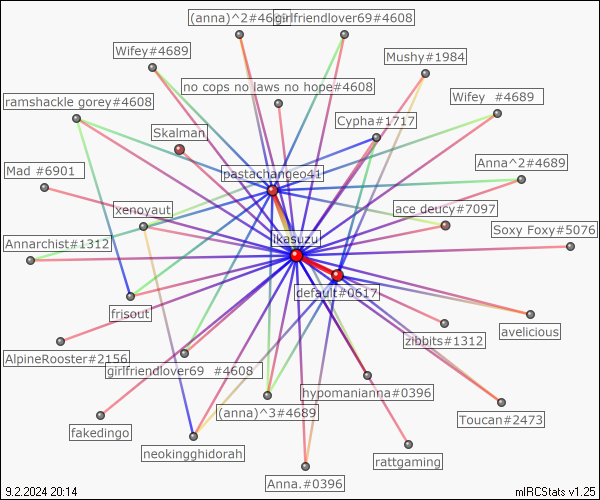 (anna)^2#4689
girlfriendlover69#4608
Wifey#4689
Mushy#1984
no cops no laws no hope#4608
ramshackle gorey#4608
Wifey #4689
Cypha#1717
Skalman
Anna^2#4689
Mad #6901
pastachangeo41
xenoyaut
ace deucy#7097
Soxy Foxy#5076
Annarchist#1312
ikasuzu
default#0617
frisout
avelicious
zibbits#1312
AlpineRooster#2156
girlfriendlover69 #4608
hypomanianna#0396
(anna)^3#4689
Toucan#2473
fakedingo
neokingghidorah
rattgaming
Anna.#0396
9.2.2024 20:14
mIRCStats v1.25